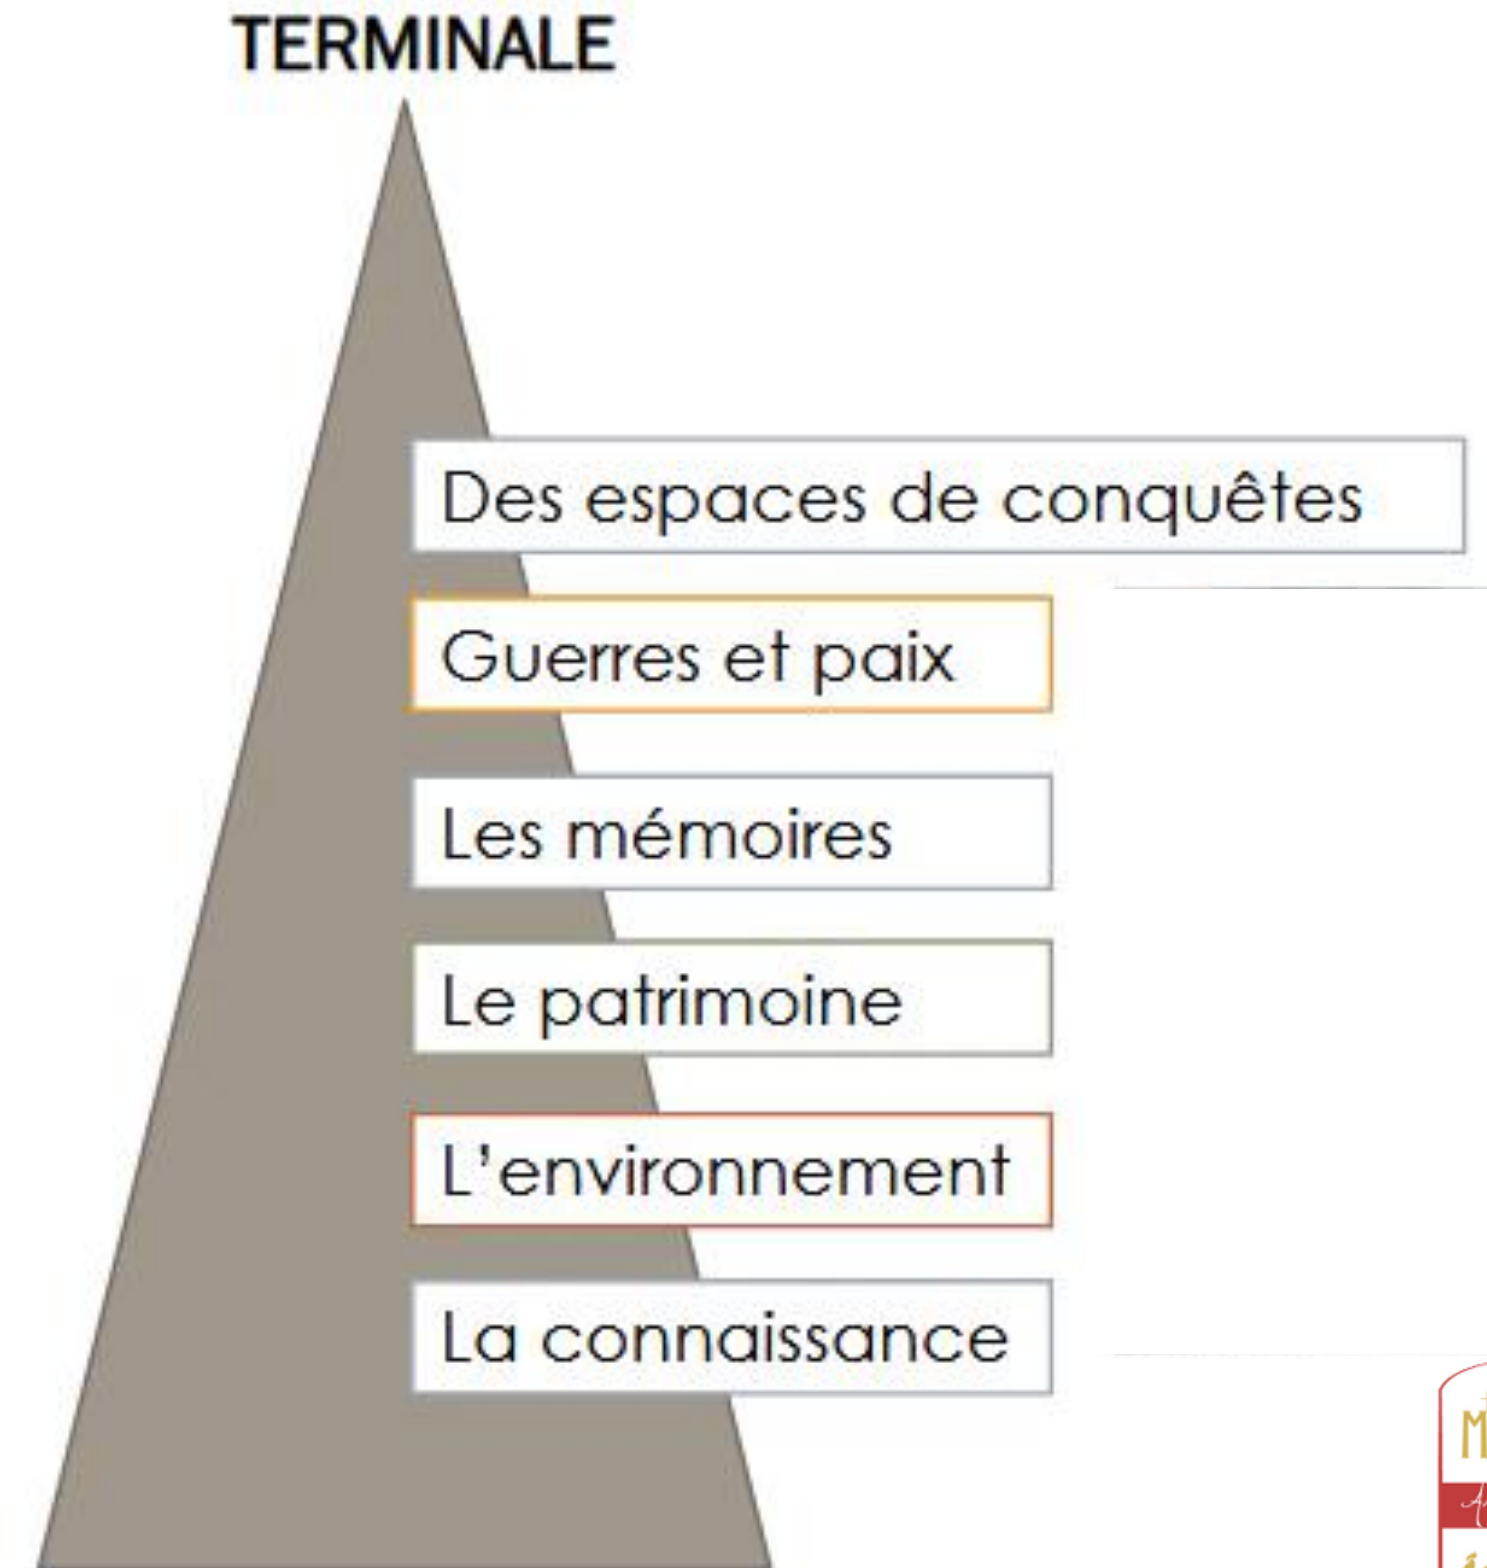 TERMINALE
Des espaces de conquêtes
Guerres et paix
Les mémoires
Le patrimoine
L'environnement
La connaissance